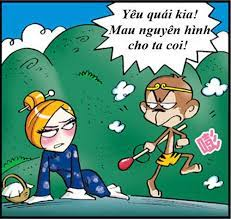 Yêu quái kia!
Mau nguyên hình
cho ta coi!